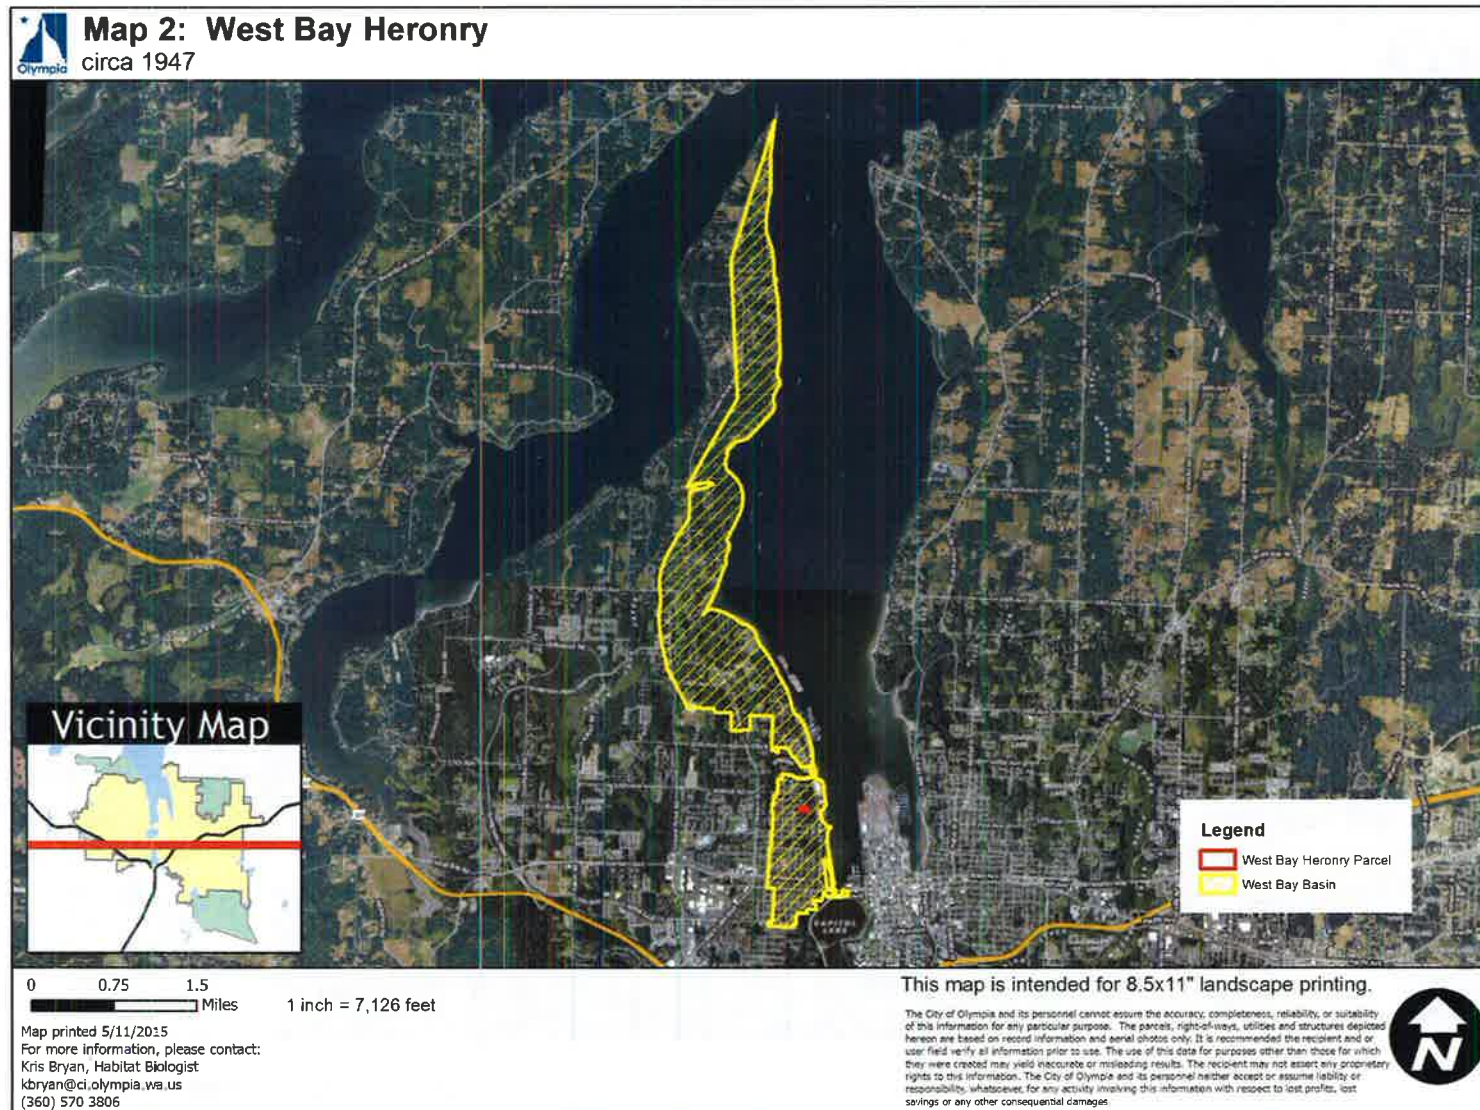 Olympia
Map 2: West Bay Heronry
circa 1947
Vicinity Map
CAPITOL LAKE
Legend
West Bay Heronry Parcel
West Bay Basin
0 0.75 1.5
Miles
1 inch = 7,126 feet
Map printed 5/11/2015
For more information, please contact:
Kris Bryan, Habitat Biologist
kbryan@ci.olympia.wa.us
(360) 570 3806
This map is intended for 8.5x11" landscape printing.
The City of Olympia and its personnel cannot assure the accuracy, completeness, reliability, or suitability
of this information for any particular purpose. The parcels, right-of-ways, utilities and structures depicted
hereon are based on record information and aerial photos only. It is recommended the recipient and or
user field verify all information prior to use. The use of this data for purposes other than those for which
they were created may yield inaccurate or misleading results. The recipient may not assert any proprietary
rights to this information. The City of Olympia and its personnel neither accept or assume liability or
responsibility, whatsoever, for any activity involving this information with respect to lost profits, lost
savings or any other consequential damages.
N